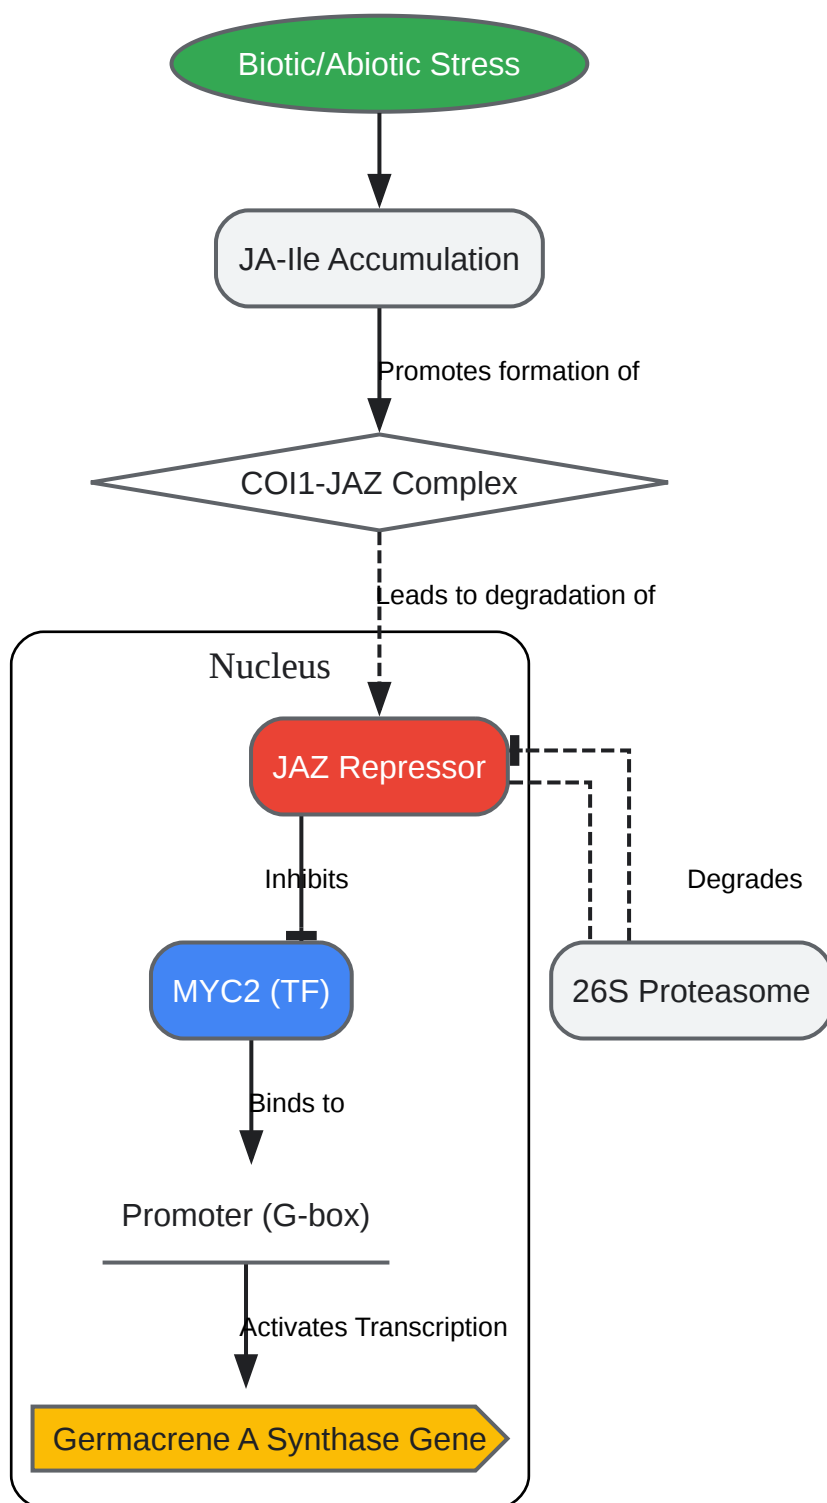 Biotic/Abiotic Stress
JA-Ile Accumulation
Promotes formation of
COI1-JAZ Complex
Leads to degradation of
Nucleus
JAZ Repressor
Inhibits
Degrades
MYC2 (TF)
26S Proteasome
Binds to
Promoter (G-box)
Activates Transcription
Germacrene A Synthase Gene